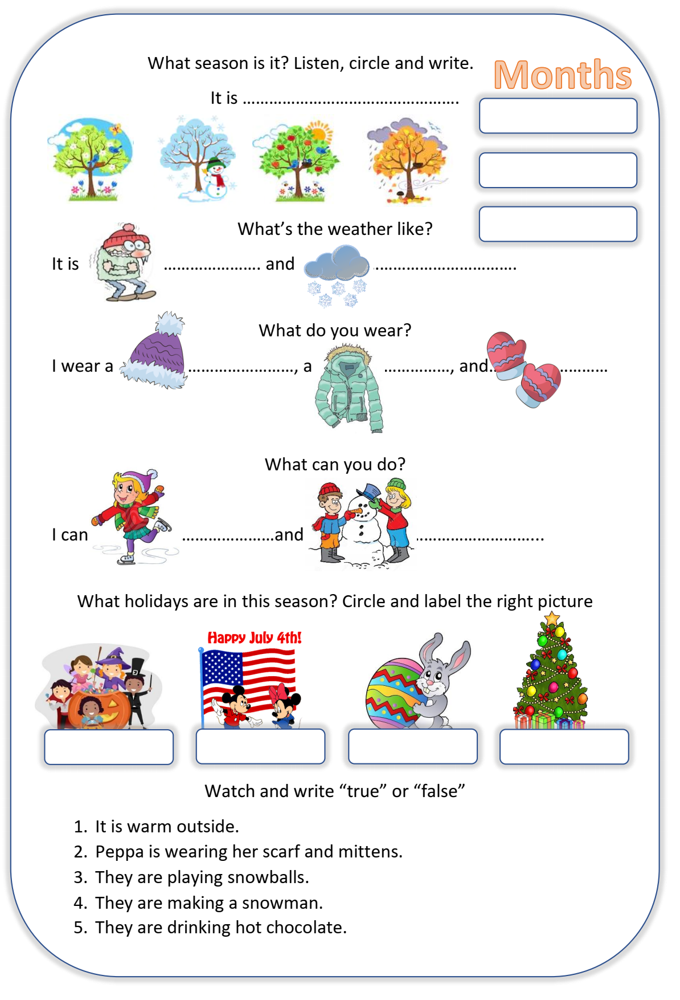 What season is it? Listen, circle and write.
Months
It is ………………………………………….
What’s the weather like?
It is …………………. and …………………………….
What do you wear?
I wear a ……………………, a ……………, and.. …………
What can you do?
I can …………………and ………………………..
What holidays are in this season? Circle and label the right picture
Happy July 4th!
Watch and write “true” or “false”
1. It is warm outside.
2. Peppa is wearing her scarf and mittens.
3. They are playing snowballs.
4. They are making a snowman.
5. They are drinking hot chocolate.